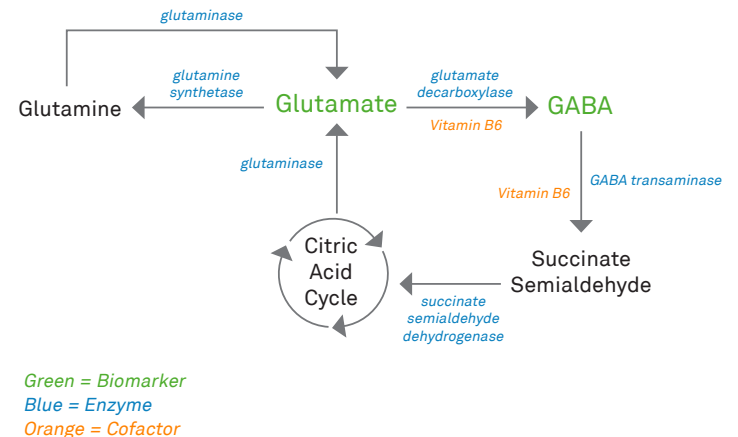 glutaminase
glutamine
synthetase
glutamate
decarboxylase
Glutamine
Glutamate
GABA
Vitamin B6
glutaminase
Vitamin B6
GABA transaminase
Citric
Acid
Cycle
Succinate
Semialdehyde
succinate
semialdehyde
dehydrogenase
Green = Biomarker
Blue = Enzyme
Orange = Cofactor